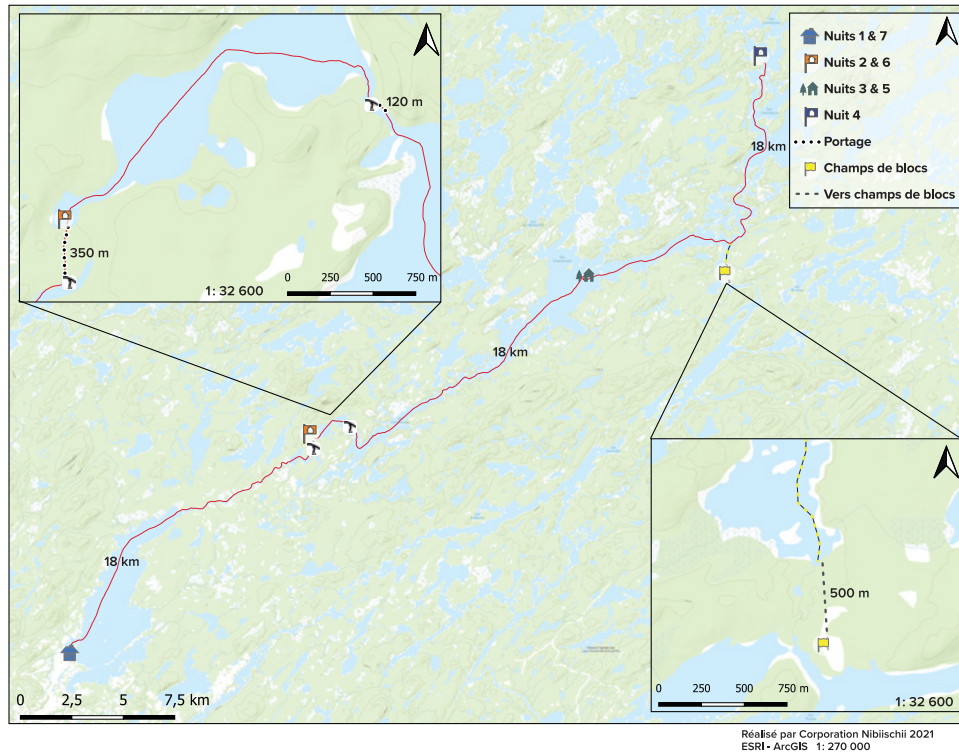 120 m
350 m
0 250 500 750 m
1: 32 600
Nuits 1 & 7
Nuits 2 & 6
Nuits 3 & 5
Nuit 4
Portage
Champs de blocs
Vers champs de blocs
18 km
18 km
18 km
500 m
0 250 500 750 m
1: 32 600
0 2,5 5 7,5 km
Réalisé par Corporation Nibiischii 2021
ESRI - ArcGIS 1: 270 000